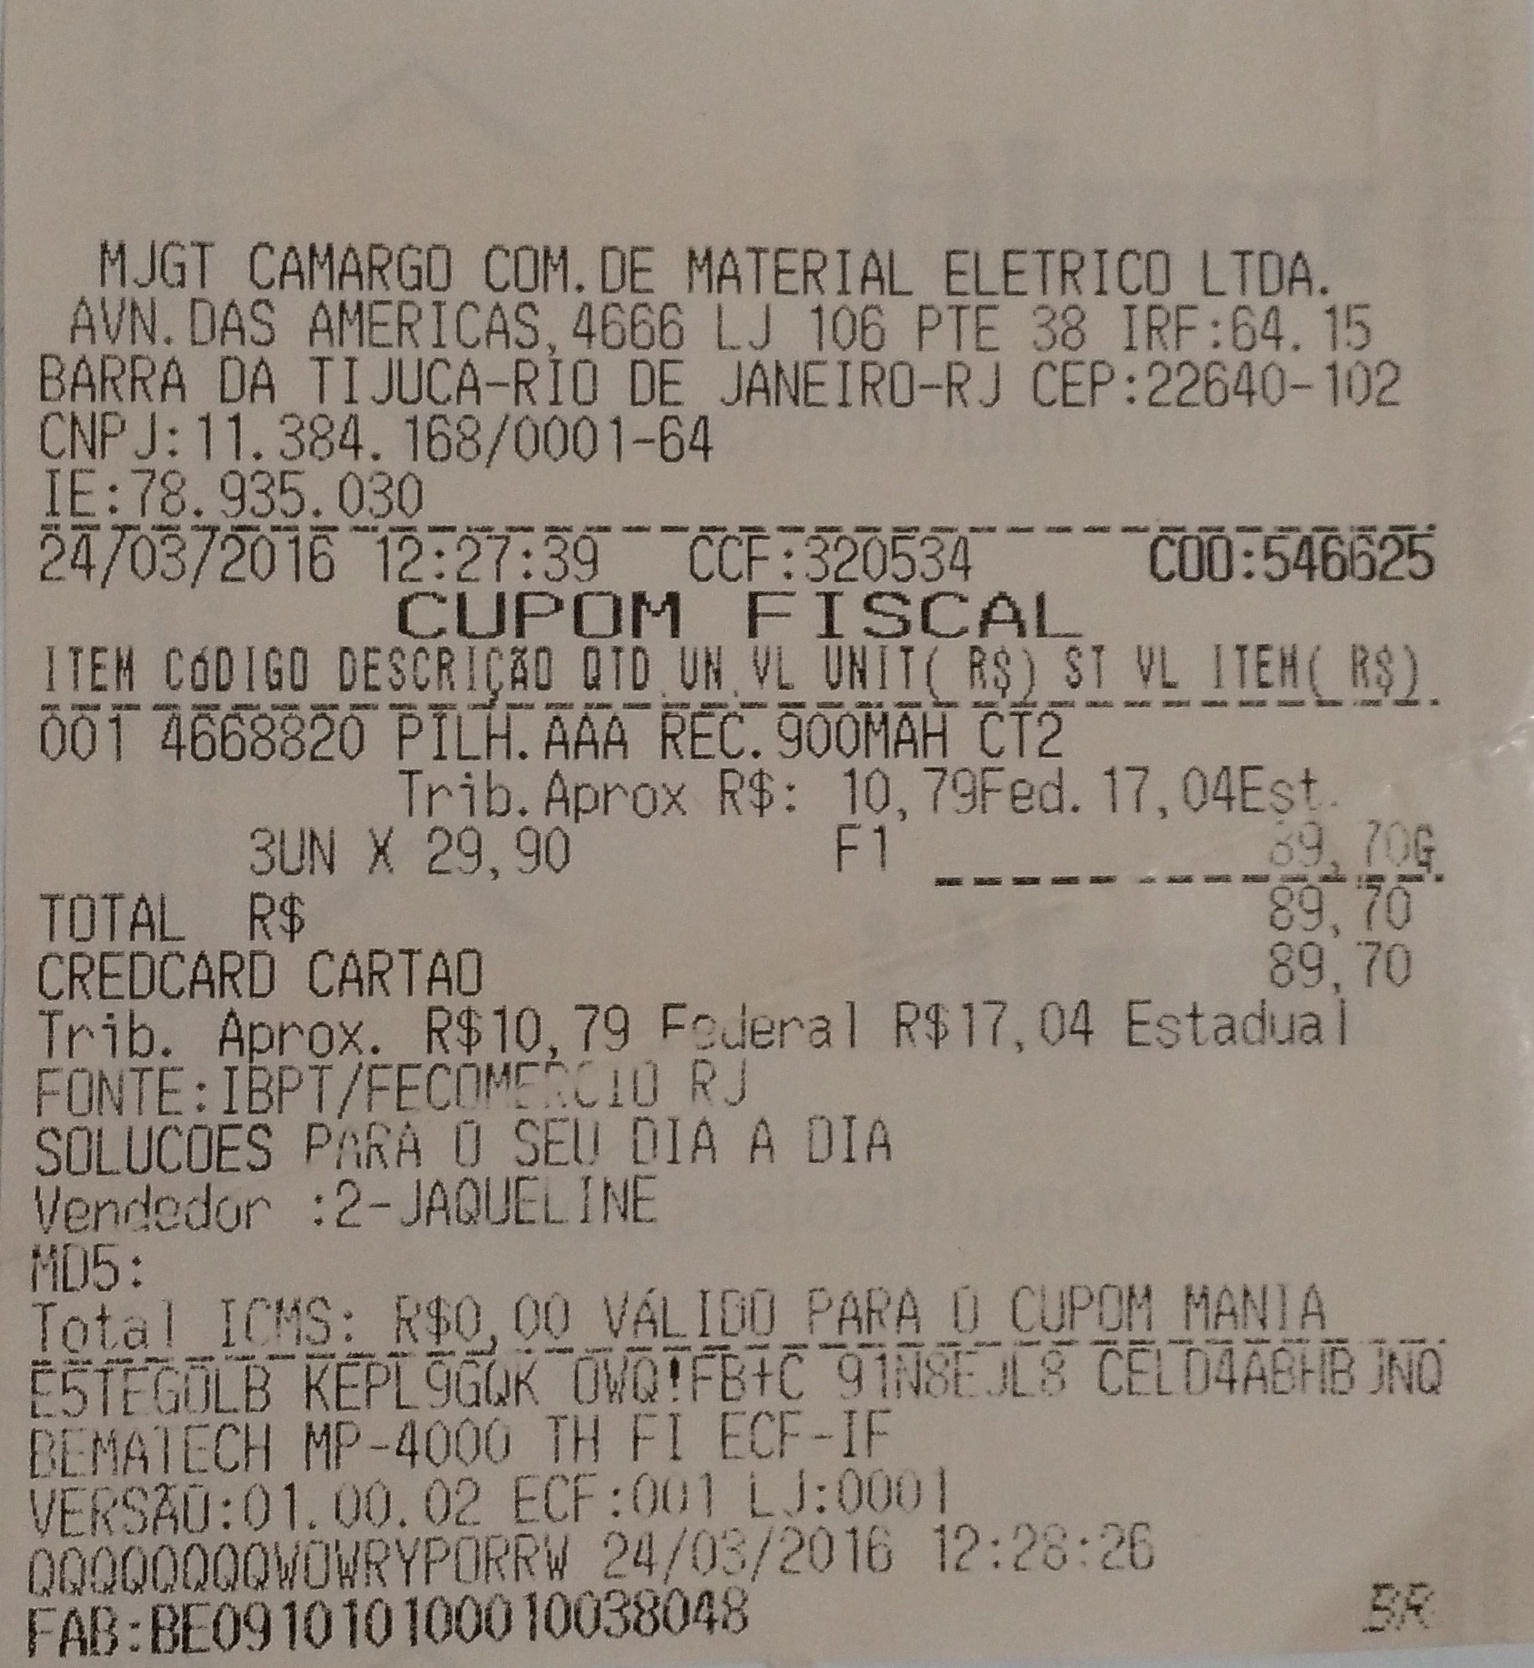 MJGT CAMARGO COM.DE MATERIAL ELETRICO LTDA.
AVN.DAS AMERICAS,4666 LJ 106 PTE 38 IRF:64.15
BARRA DA TIJUCA-RIO DE JANEIRO-RJ CEP:22640-102
CNPJ:11.384.168/0001-64
IE:78.935.030
24/03/2016 12:27:39 CCF:320534 COO:546625
CUPOM FISCAL
ITEM CÓDIGO DESCRIÇÃO QTD.UN.VL UNIT( R$) ST VL ITEM( R$)
001 4668820 PILH.AAA REC.900MAH CT2
Trib.Aprox R$: 10,79Fed.17,04Est.
3UN X 29,90 F1 89,70G
TOTAL R$ 89,70
CREDCARD CARTAO 89,70
Trib. Aprox. R$10,79 Federal R$17,04 Estadual
FONTE:IBPT/FECOMERCIO RJ
SOLUCOES PARA O SEU DIA A DIA
Vendedor :2-JAQUELINE
MD5:
Total ICMS: R$0,00 VÁLIDO PARA O CUPOM MANIA
E5TEGOLB KEPL9GQK OWQ!FB+C 91N8EJL8 CELD4ABHBJNQ
BEMATECH MP-4000 TH FI ECF-IF
VERSÃO:01.00.02 ECF:001 LJ:0001
QQQQQQQQWOWRYPORRW 24/03/2016 12:28:26
FAB:BE091010100010038048 BR